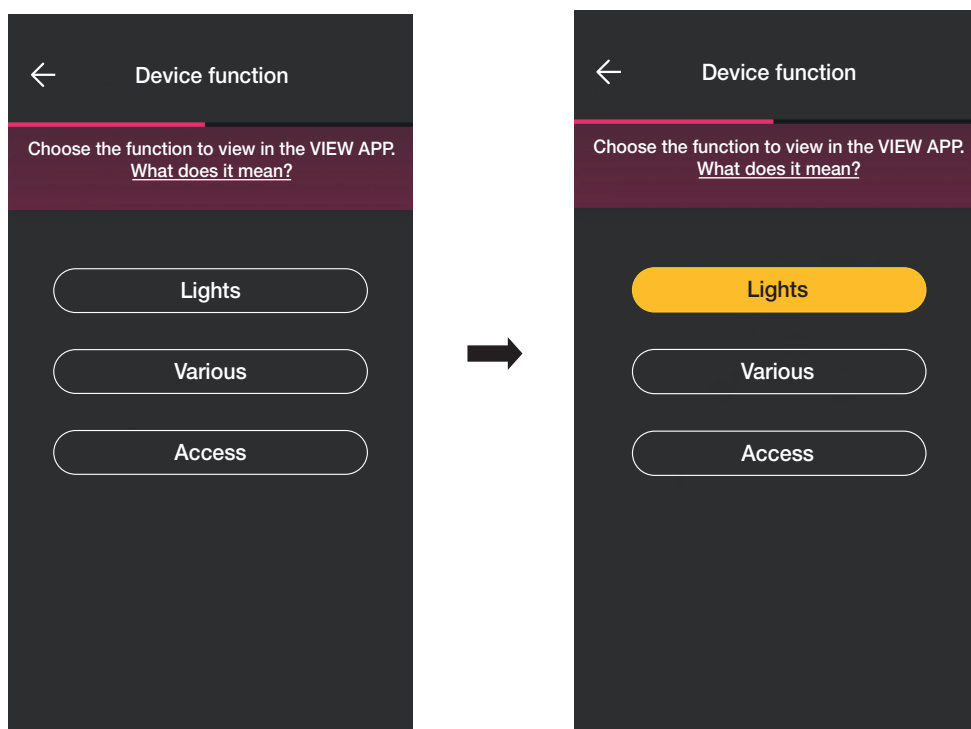 Device function
Choose the function to view in the VIEW APP.
What does it mean?
Lights
Various
Access
Device function
Choose the function to view in the VIEW APP.
What does it mean?
Lights
Various
Access